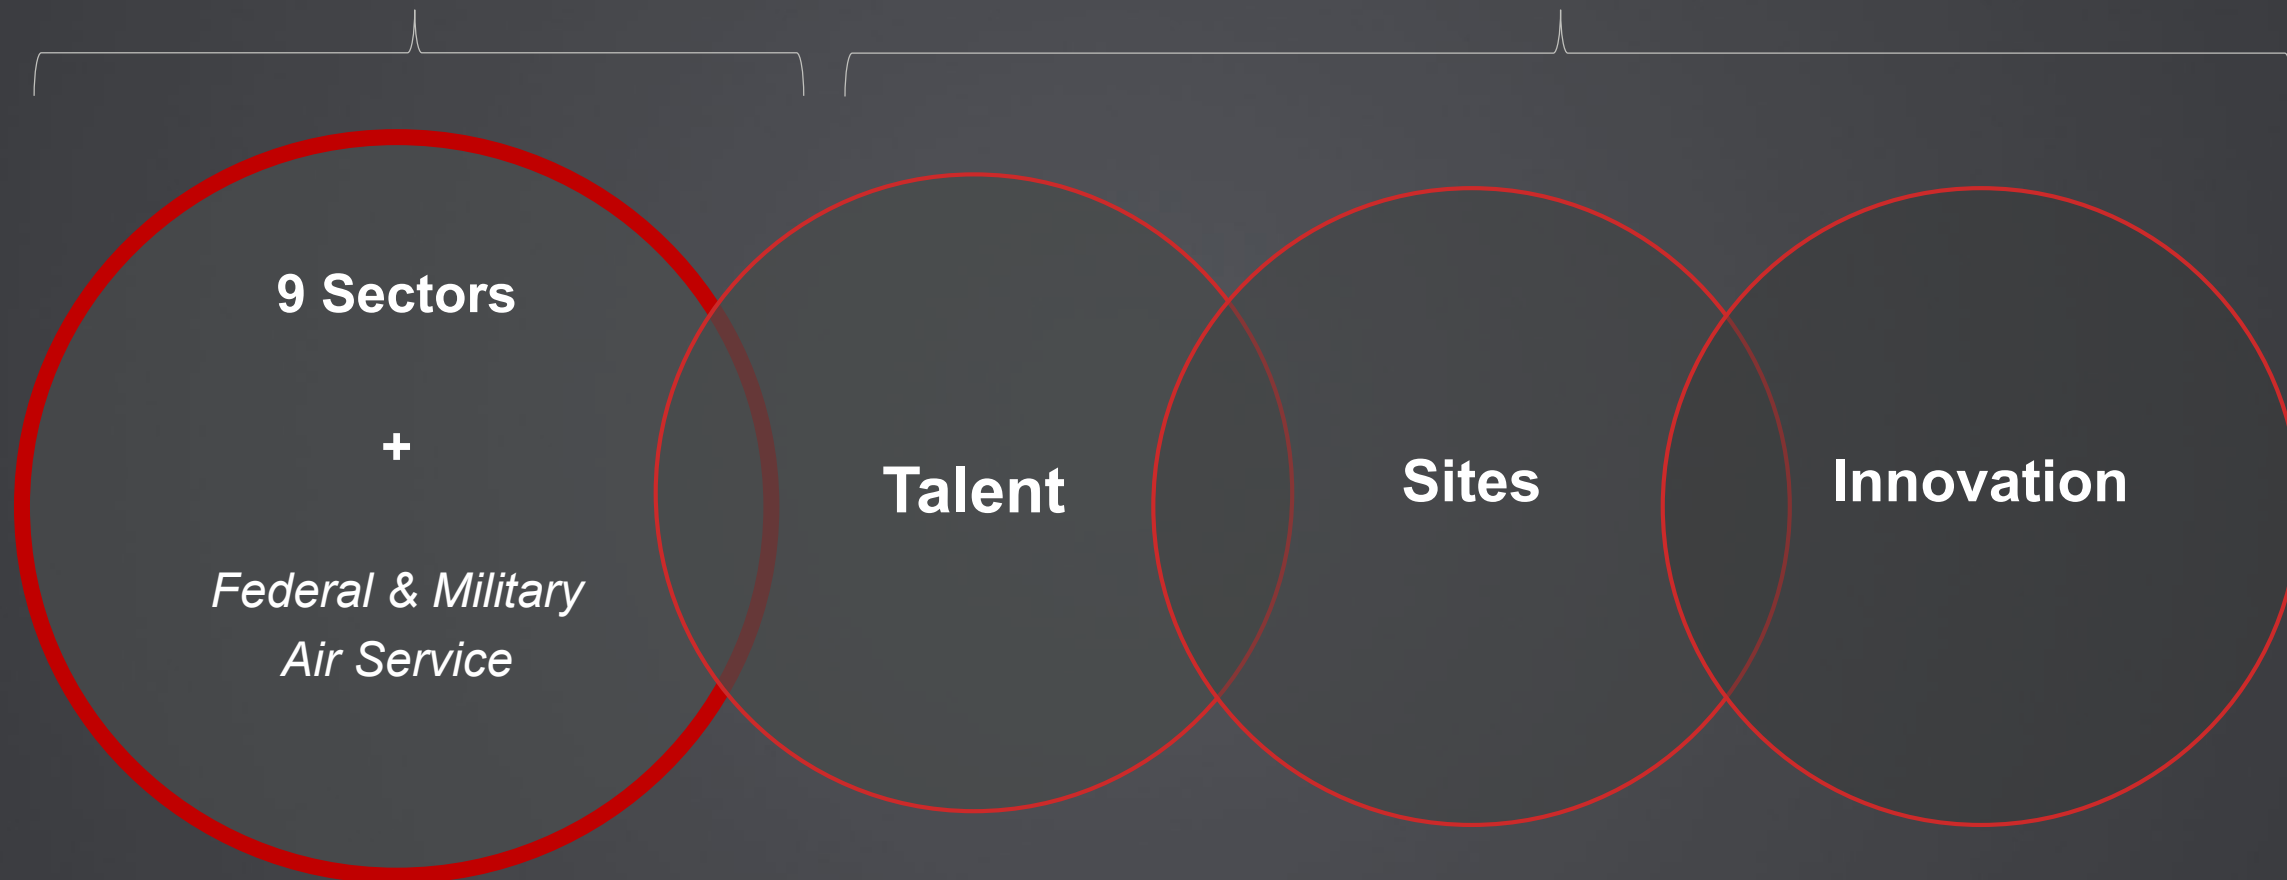 9 Sectors
+
Federal & Military
Air Service
Talent
Sites
Innovation